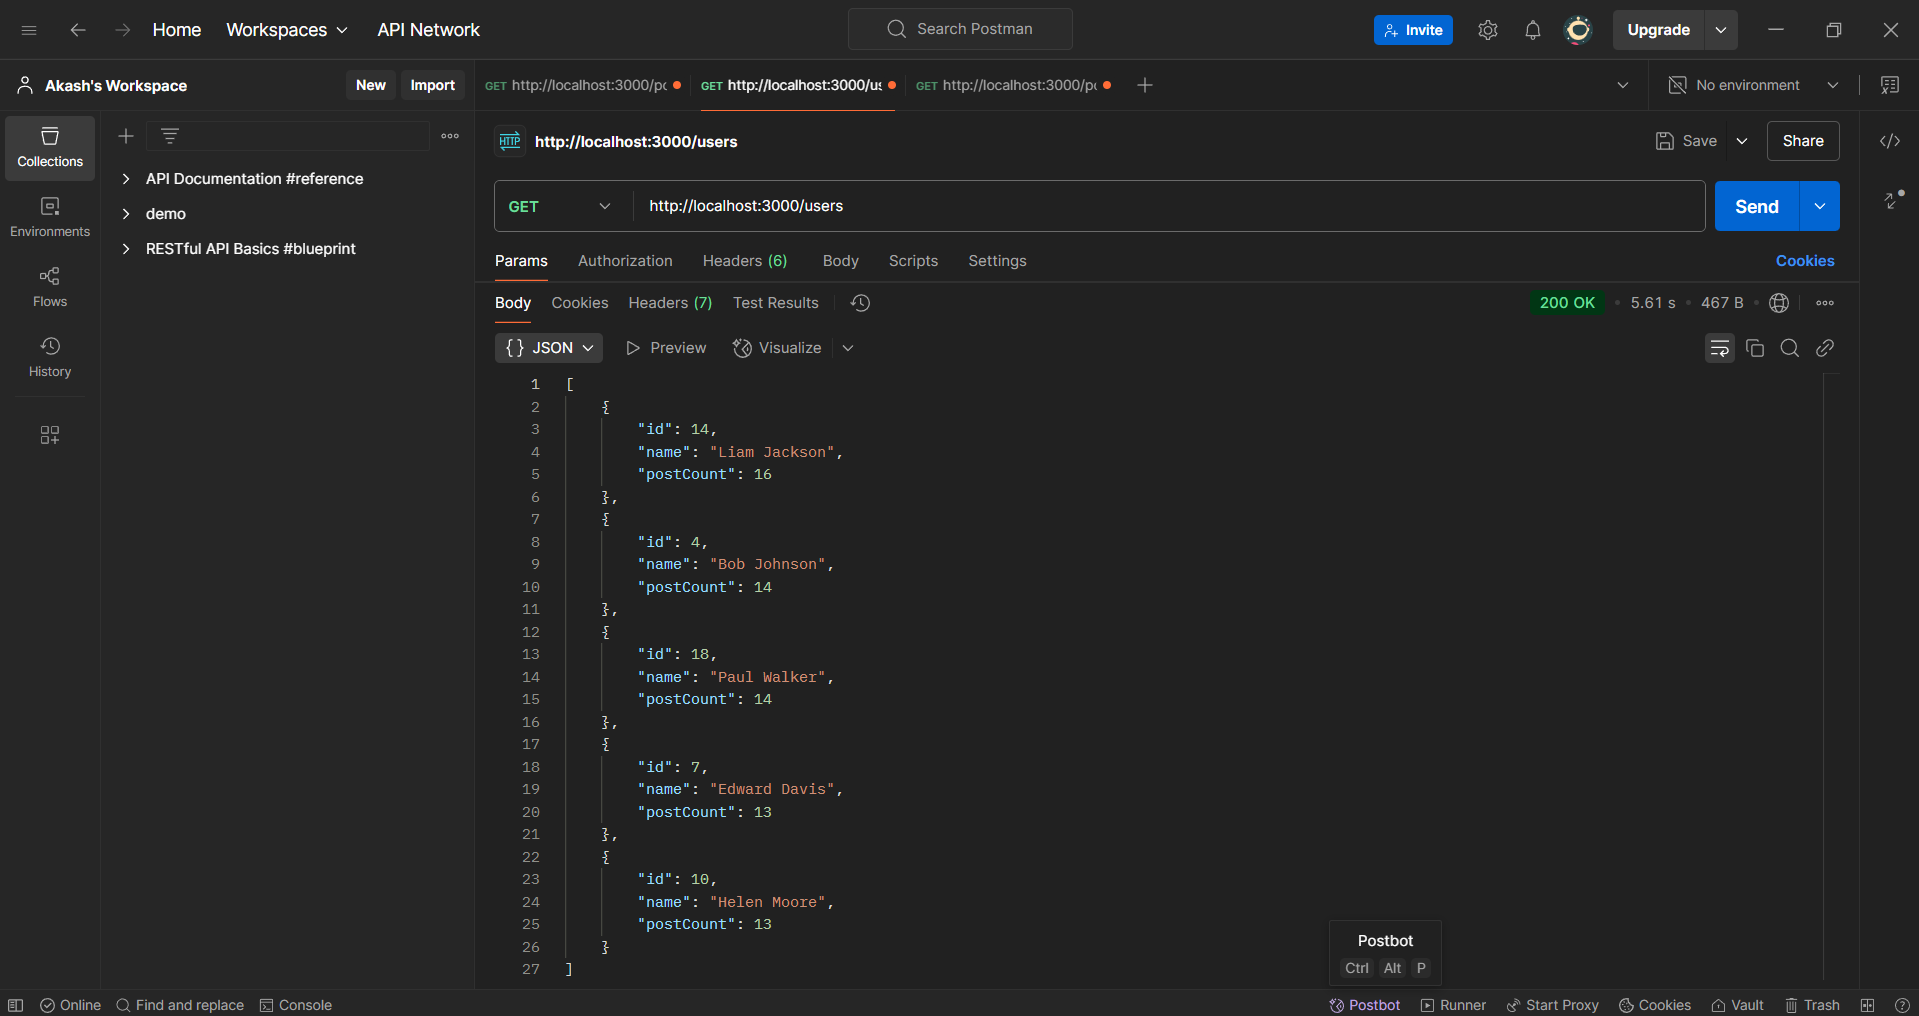 Home Workspaces API Network Search Postman Invite Upgrade
Akash's Workspace New Import GET http://localhost:3000/pc GET http://localhost:3000/us GET http://localhost:3000/pc No environment
Collections
Environments
Flows
History
API Documentation #reference
demo
RESTful API Basics #blueprint
HTTP http://localhost:3000/users Save Share
GET http://localhost:3000/users Send
Params Authorization Headers (6) Body Scripts Settings Cookies
Body Cookies Headers (7) Test Results 200 OK • 5.61 s • 467 B •
{} JSON Preview Visualize
1 [
2 {
3 "id": 14,
4 "name": "Liam Jackson",
5 "postCount": 16
6 },
7 {
8 "id": 4,
9 "name": "Bob Johnson",
10 "postCount": 14
11 },
12 {
13 "id": 18,
14 "name": "Paul Walker",
15 "postCount": 14
16 },
17 {
18 "id": 7,
19 "name": "Edward Davis",
20 "postCount": 13
21 },
22 {
23 "id": 10,
24 "name": "Helen Moore",
25 "postCount": 13
26 }
27 ]
Postbot
Ctrl Alt P
Online Find and replace Console Postbot Runner Start Proxy Cookies Vault Trash